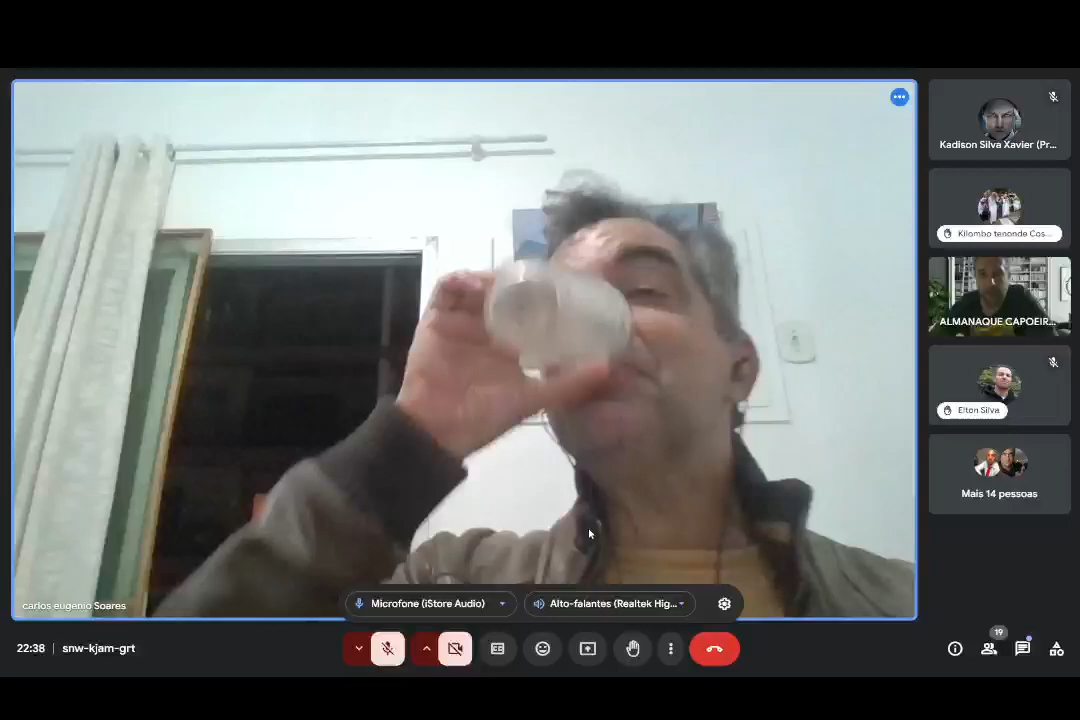 Kadison Silva Xavier (Pr...
Kilombo tenonde Cos...
ALMANAQUE CAPOEIR...
Elton Silva
Mais 14 pessoas
carlos eugenio Soares
Microfone (iStore Audio)
Alto-falantes (Realtek Hig...
22:38 | snw-kjam-grt
19